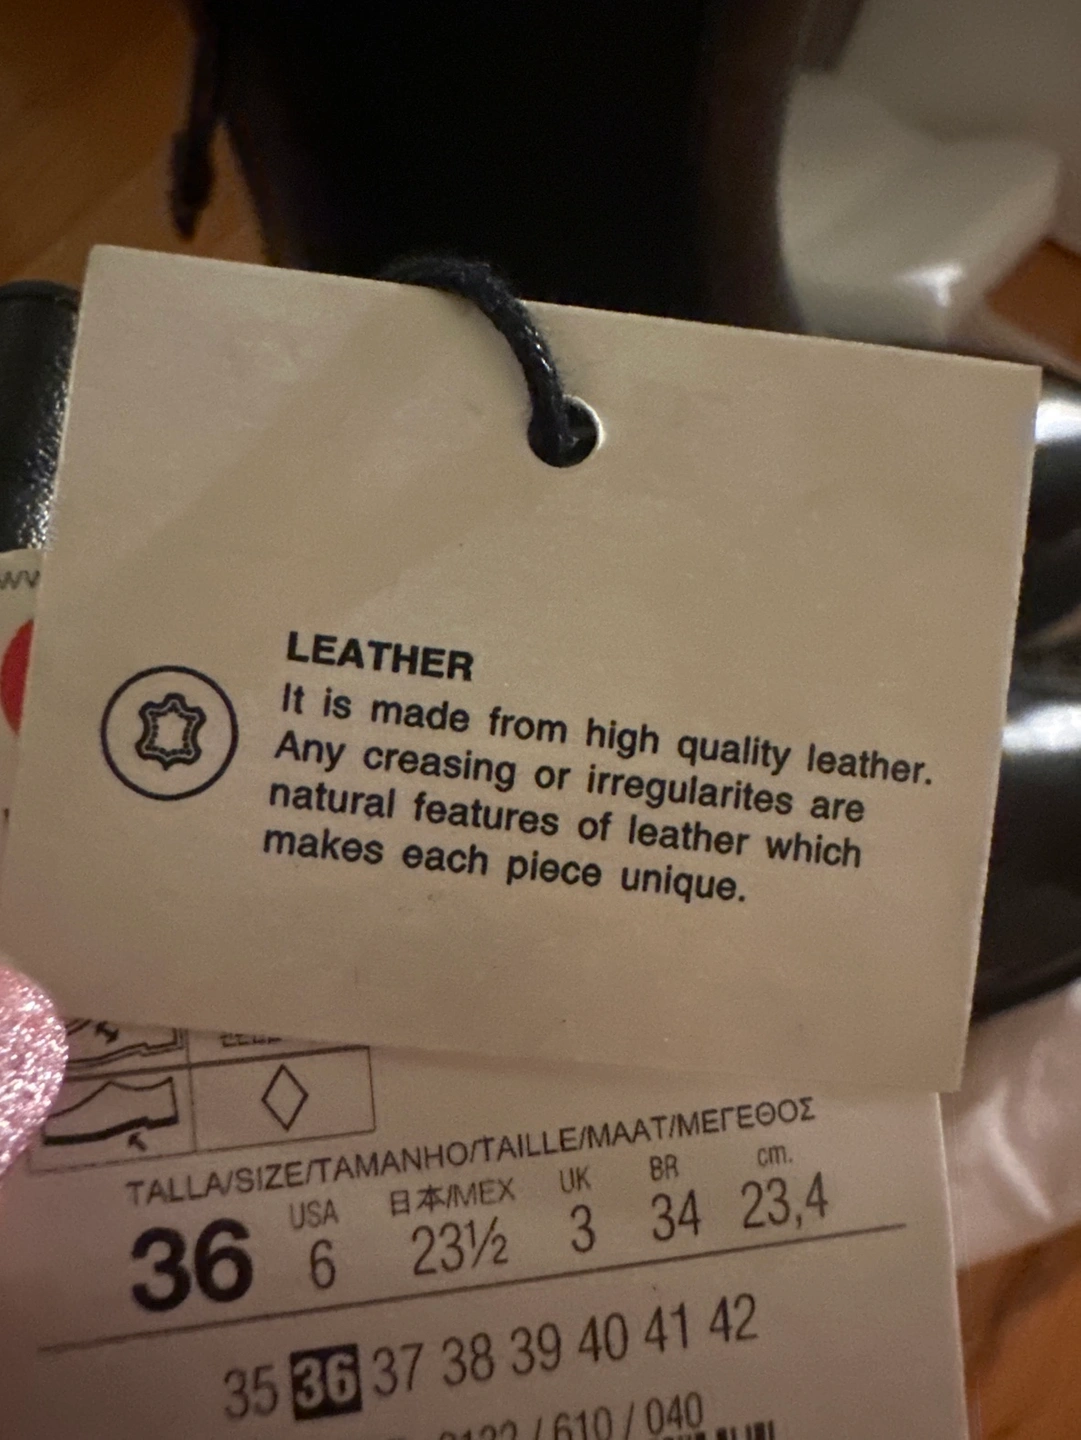 LEATHER
It is made from high quality leather.
Any creasing or irregularites are
natural features of leather which
makes each piece unique.
TALLA/SIZE/TAMANHO/TAILLE/MAAT/ΜΕΓΕΘΟΣ
USA 日本/MEX UK BR cm.
36 6 23½ 3 34 23,4
35 36 37 38 39 40 41 42
/ 610 / 040